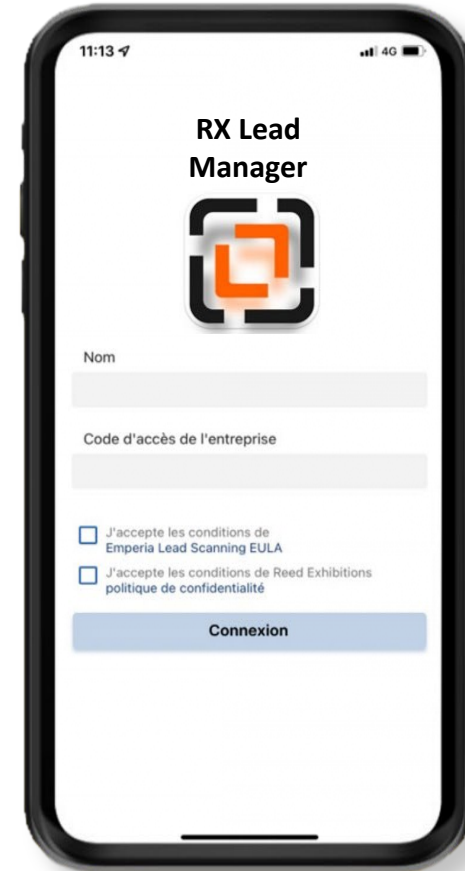 11:13
4G
RX Lead
Manager
Nom
Code d'accès de l'entreprise
J'accepte les conditions de
Emperia Lead Scanning EULA
J'accepte les conditions de Reed Exhibitions
politique de confidentialité
Connexion